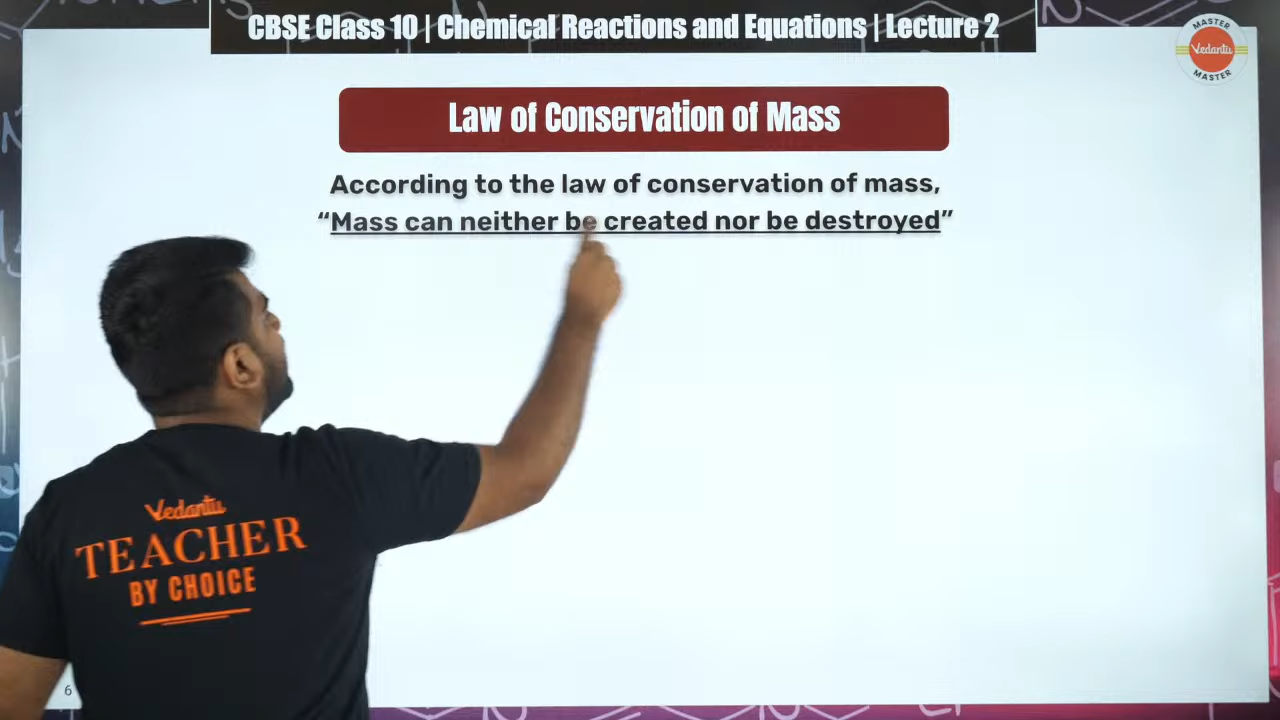 CBSE Class 10 | Chemical Reactions and Equations | Lecture 2
MASTER
Vedantu
MASTER
Law of Conservation of Mass
According to the law of conservation of mass,
“Mass can neither be created nor be destroyed”
Vedantu
TEACHER
BY CHOICE
6